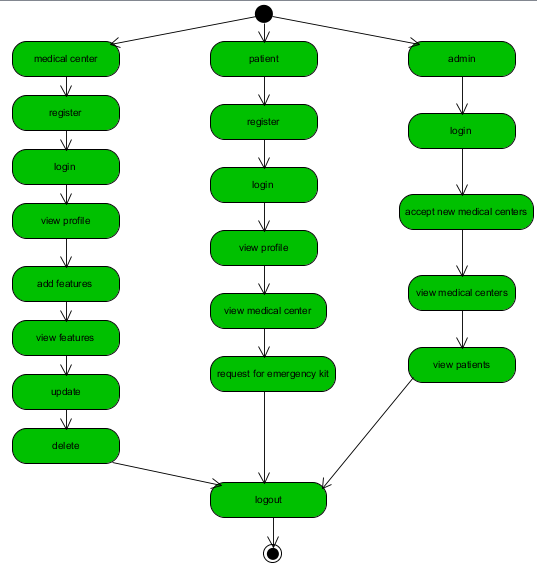 medical center
patient
admin
register
register
login
login
login
view profile
accept new medical centers
view profile
add features
view medical centers
view medical center
view features
view patients
request for emergency kit
update
delete
logout